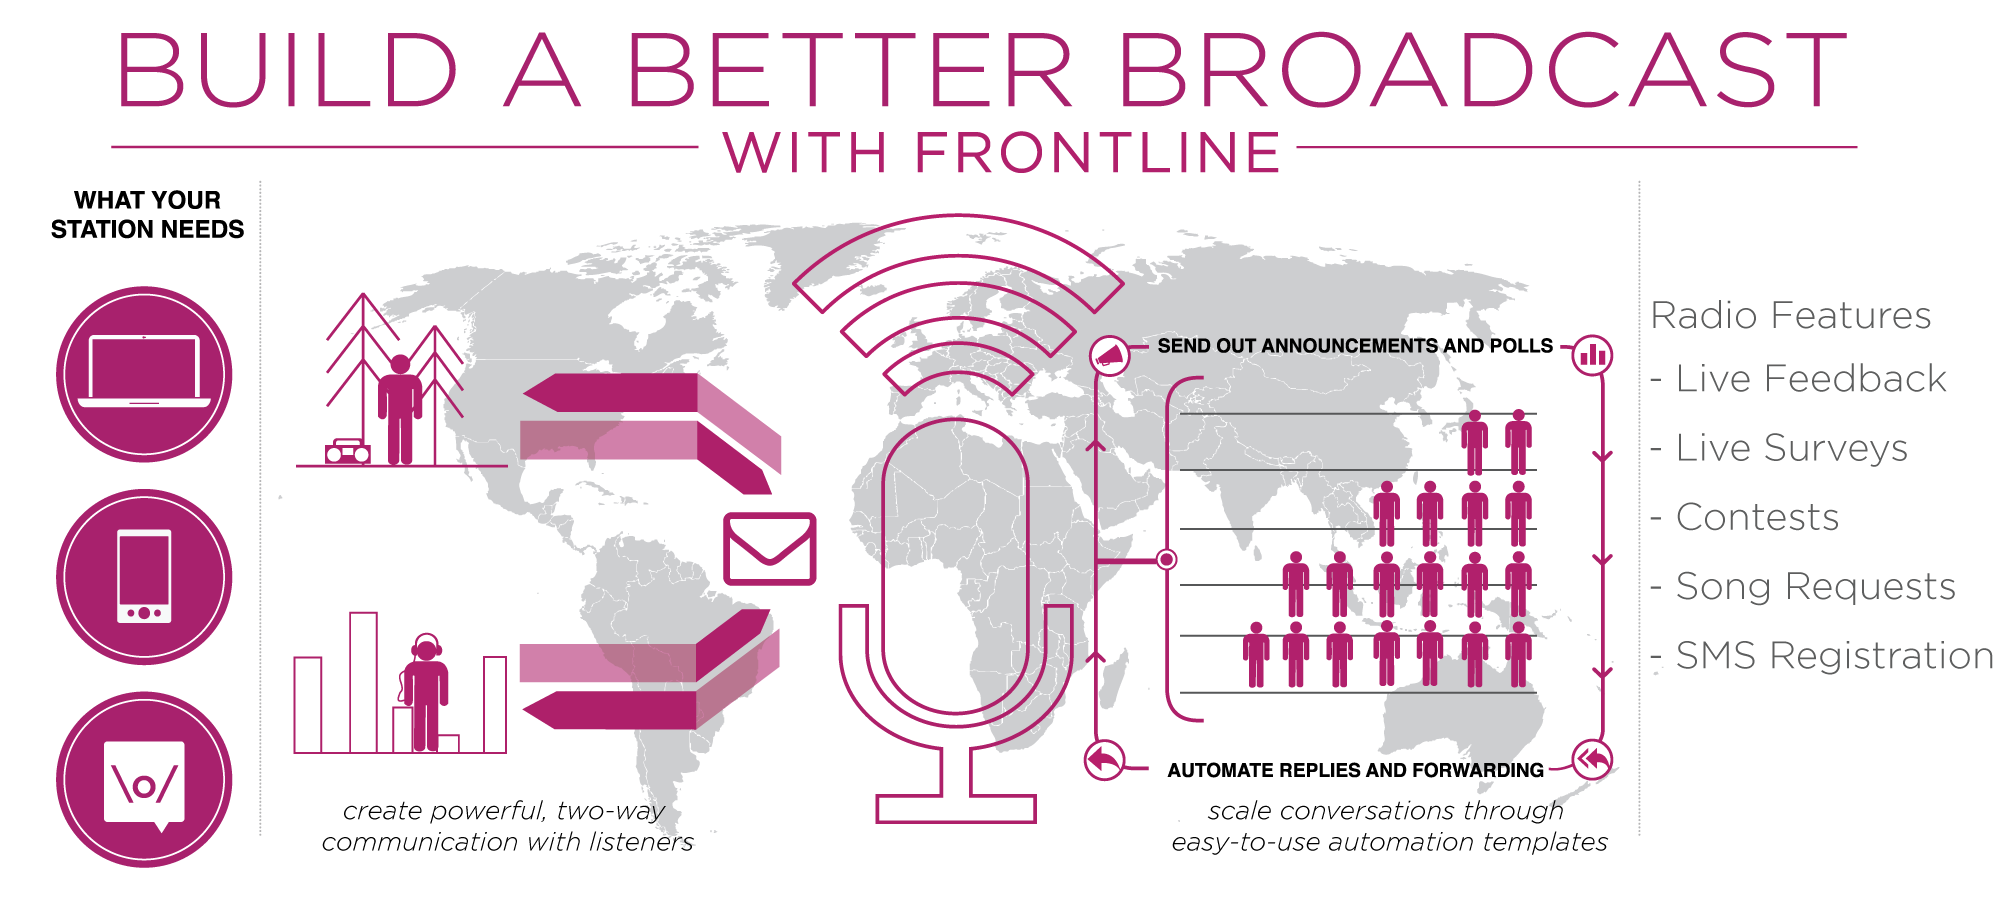 BUILD A BETTER BROADCAST
WITH FRONTLINE
WHAT YOUR
STATION NEEDS
\o/
create powerful, two-way
communication with listeners
SEND OUT ANNOUNCEMENTS AND POLLS
AUTOMATE REPLIES AND FORWARDING
scale conversations through
easy-to-use automation templates
Radio Features
- Live Feedback
- Live Surveys
- Contests
- Song Requests
- SMS Registration